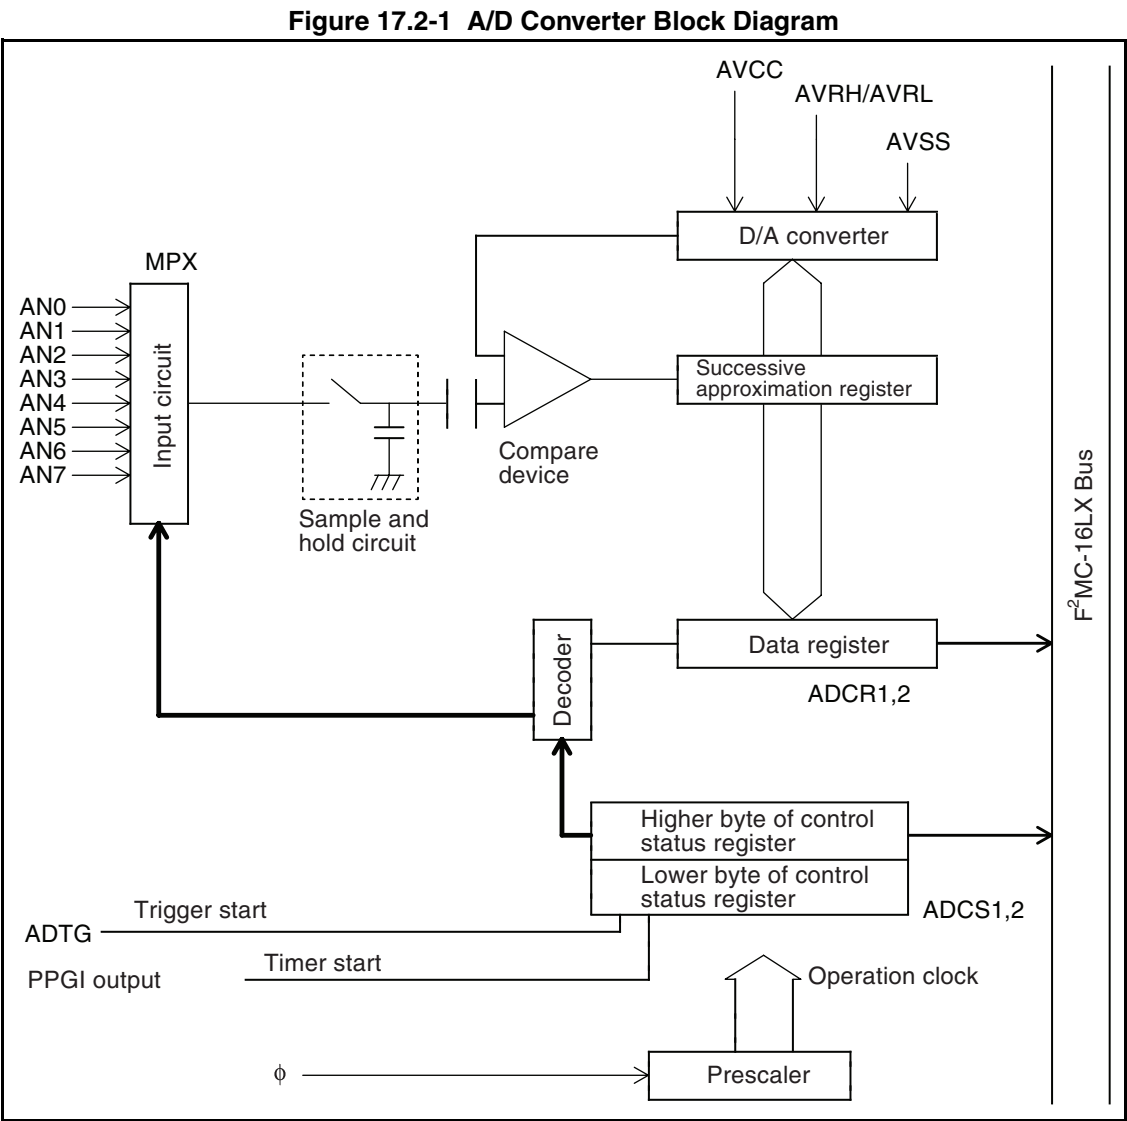 Figure 17.2-1 A/D Converter Block Diagram
AVCC
AVRH/AVRL
AVSS
D/A converter
MPX
AN0
AN1
AN2
AN3
AN4
AN5
AN6
AN7
Input circuit
Successive
approximation register
Compare
device
Sample and
hold circuit
F²MC-16LX Bus
Decoder
Data register
ADCR1,2
Higher byte of control
status register
Lower byte of control
status register
ADCS1,2
Trigger start
ADTG
Timer start
PPGI output
Operation clock
ϕ
Prescaler